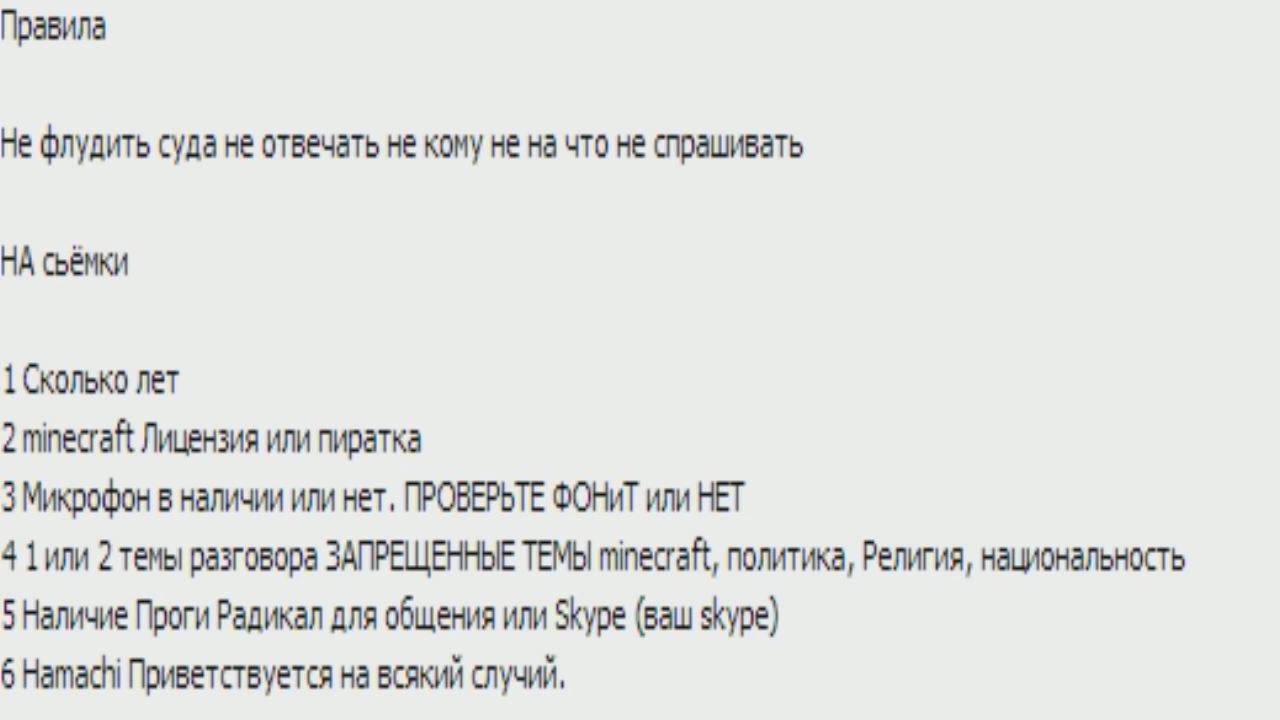 Правила
Не флудить суда не отвечать не кому не на что не спрашивать
НА сьёмки
1 Сколько лет
2 minecraft Лицензия или пиратка
3 Микрофон в наличии или нет. ПРОВЕРЬТЕ ФОНиТ или НЕТ
4 1 или 2 темы разговора ЗАПРЕЩЕННЫЕ ТЕМЫ minecraft, политика, Религия, национальность
5 Наличие Проги Радикал для общения или Skype (ваш skype)
6 Hamachi Приветствуется на всякий случий.